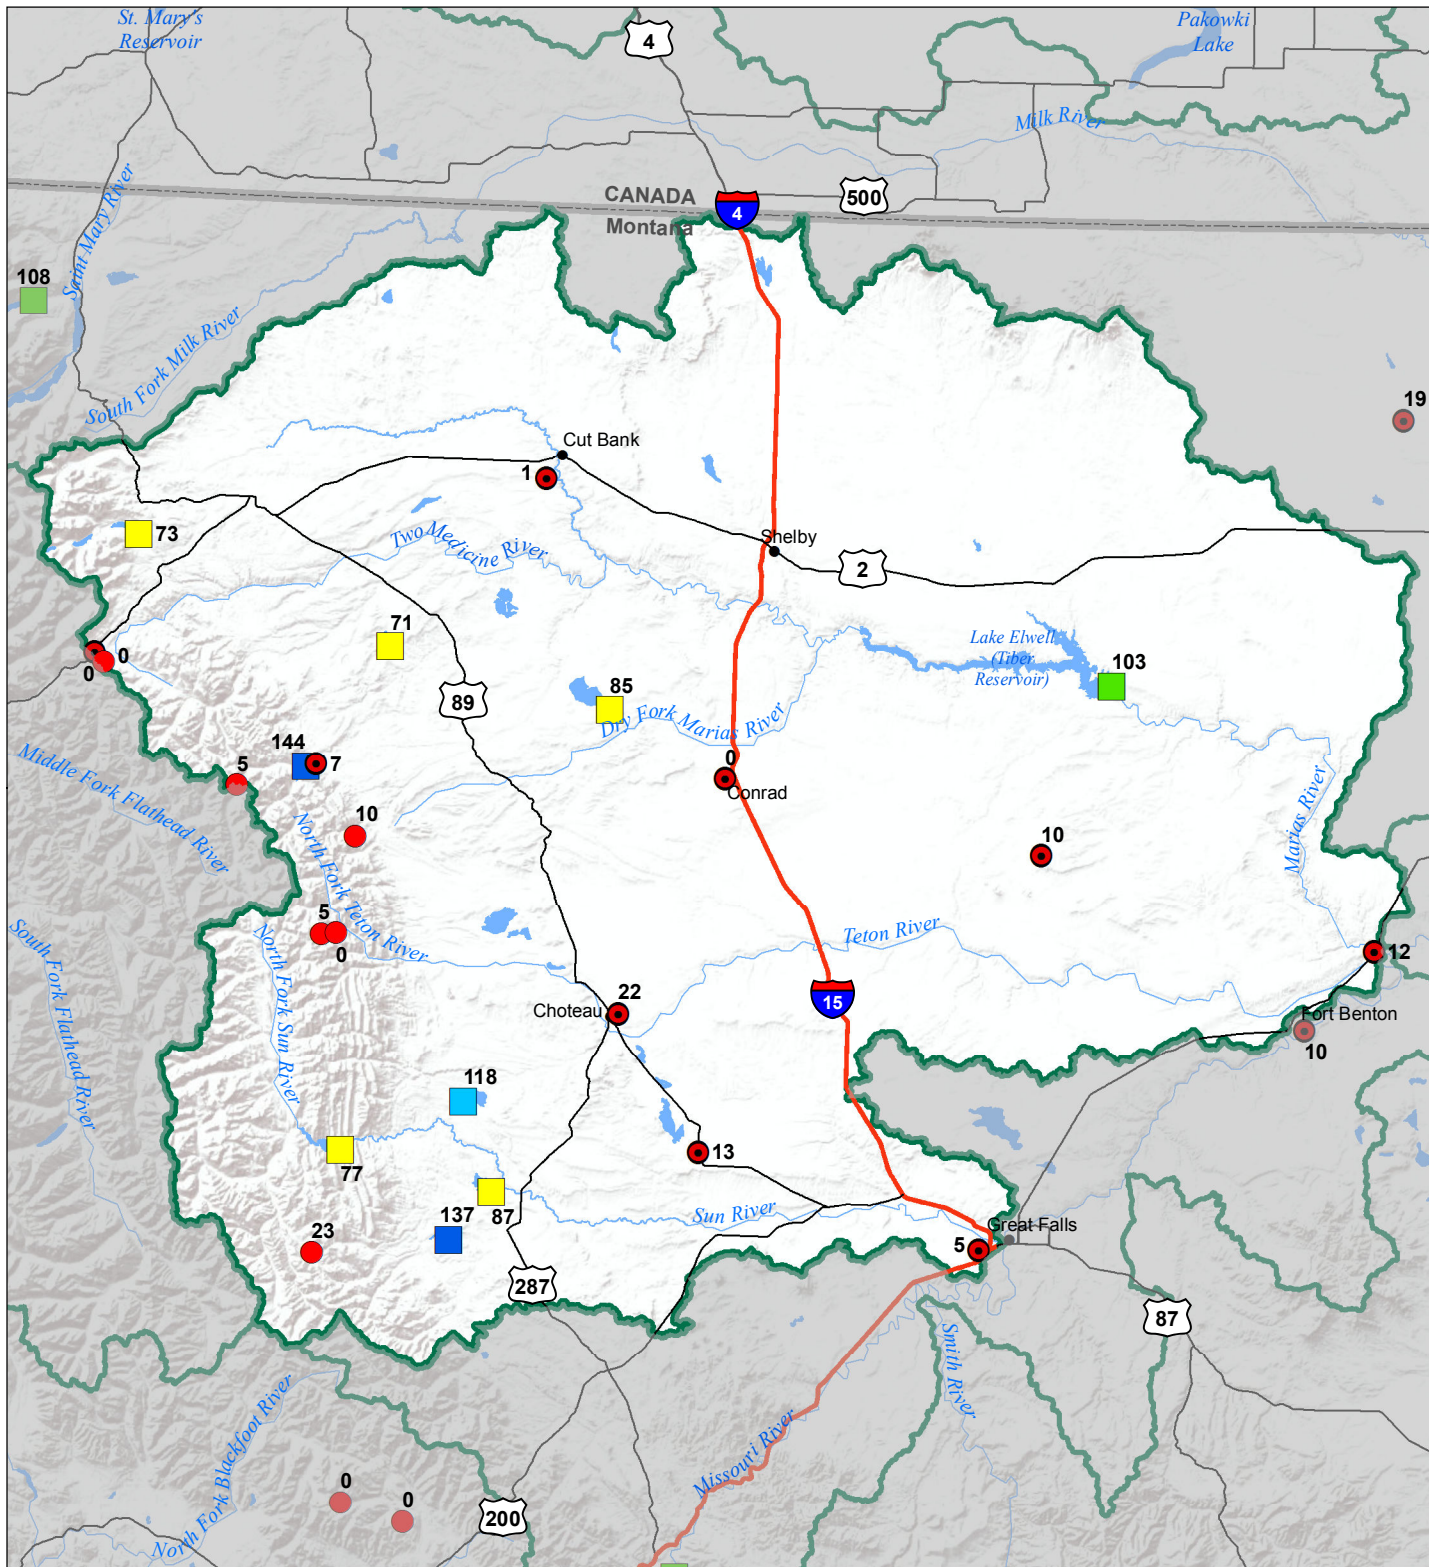 St. Mary's
Reservoir
4
Pakowki
Lake
Milk River
CANADA
Montana
4
500
Saint Mary River
108
South Fork Milk River
19
Cut Bank
1
73
Two Medicine River
Shelby
2
71
0
0
Lake Elwell
(Tiber
Reservoir)
103
85
89
Dry Fork Marias River
144
7
5
0
Conrad
Middle Fork Flathead River
10
10
Marias River
North Fork Teton River
5
0
South Fork Flathead River
North Fork Sun River
Teton River
12
22
Choteau
15
Fort Benton
10
118
13
77
87
137
Sun River
23
Great Falls
5
287
87
Smith River
Missouri River
North Fork Blackfoot River
0
0
200